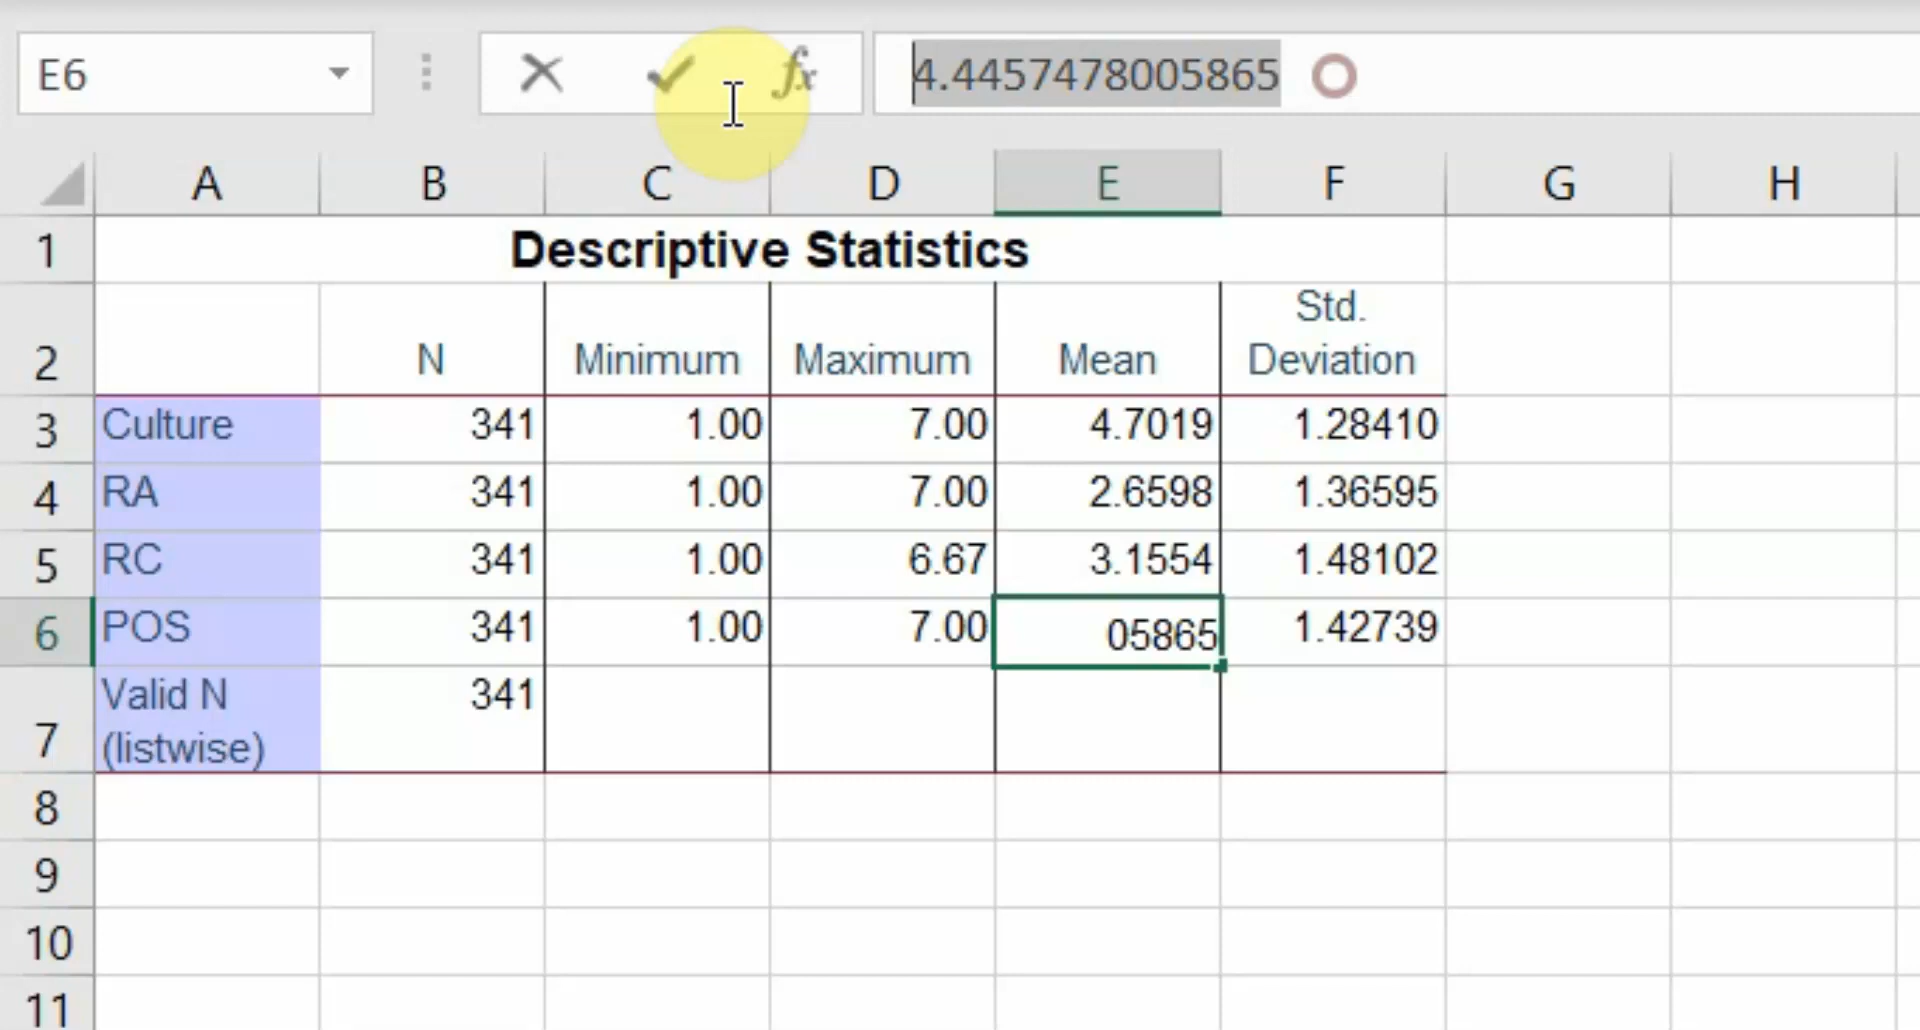 E6 fx 4.4457478005865
A B C D E F G H
1 Descriptive Statistics
2 N Minimum Maximum Mean Std. Deviation
3 Culture 341 1.00 7.00 4.7019 1.28410
4 RA 341 1.00 7.00 2.6598 1.36595
5 RC 341 1.00 6.67 3.1554 1.48102
6 POS 341 1.00 7.00 05865 1.42739
7 Valid N (listwise) 341
8
9
10
11